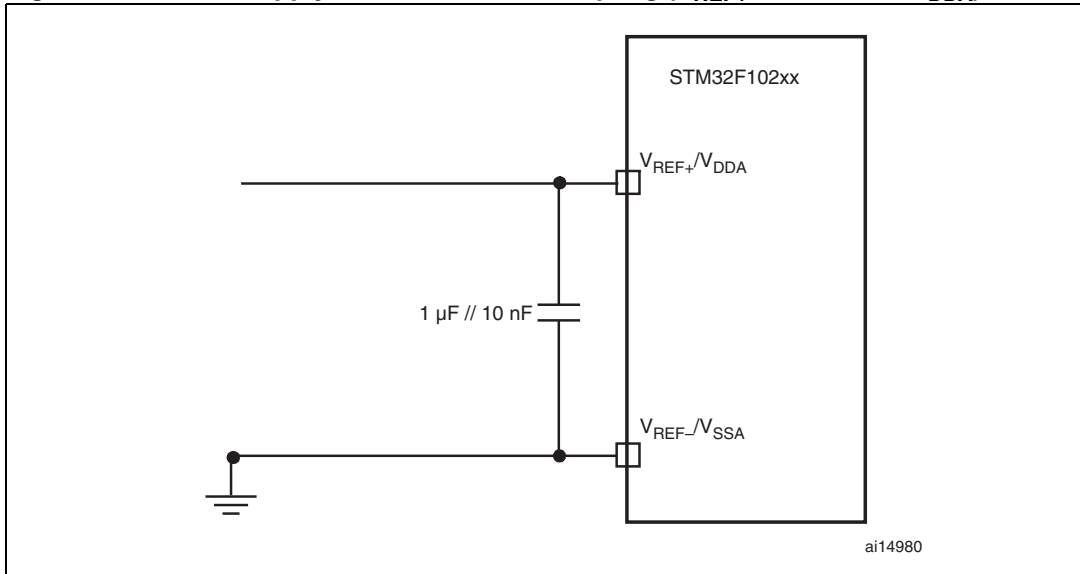 STM32F102xx
VREF+/VDDA
1 µF // 10 nF
VREF–/VSSA
ai14980